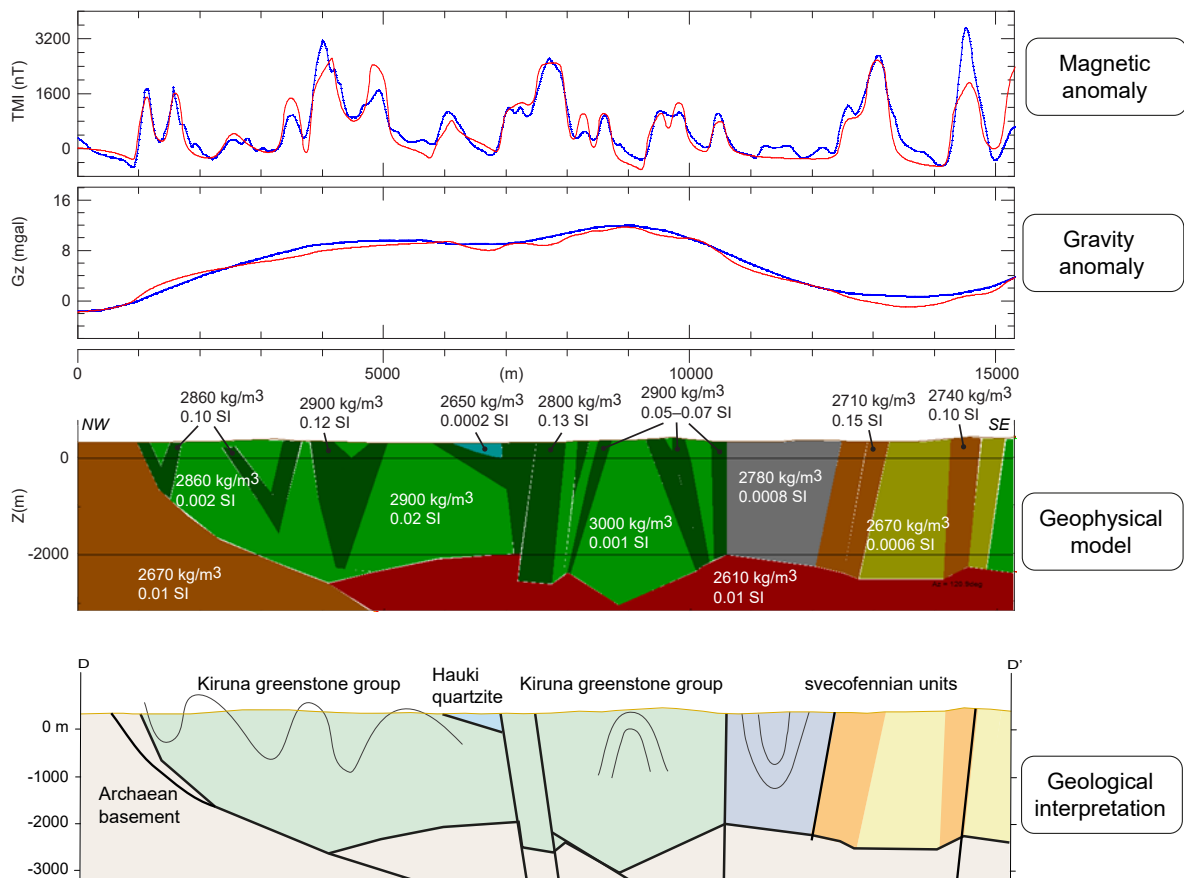 TMI (nT)
3200
1600
0
Magnetic
anomaly
Gz (mgal)
16
8
0
Gravity
anomaly
0
5000
(m)
10000
15000
NW
2860 kg/m3
0.10 SI
2900 kg/m3
0.12 SI
2650 kg/m3
0.0002 SI
2800 kg/m3
0.13 SI
2900 kg/m3
0.05–0.07 SI
2710 kg/m3
0.15 SI
2740 kg/m3
0.10 SI
SE
Z(m)
0
-2000
2860 kg/m3
0.002 SI
2900 kg/m3
0.02 SI
3000 kg/m3
0.001 SI
2780 kg/m3
0.0008 SI
2670 kg/m3
0.0006 SI
2670 kg/m3
0.01 SI
2610 kg/m3
0.01 SI
Geophysical
model
D
D'
Kiruna greenstone group
Hauki
quartzite
Kiruna greenstone group
svecofennian units
0 m
-1000
-2000
-3000
Archaean
basement
Geological
interpretation